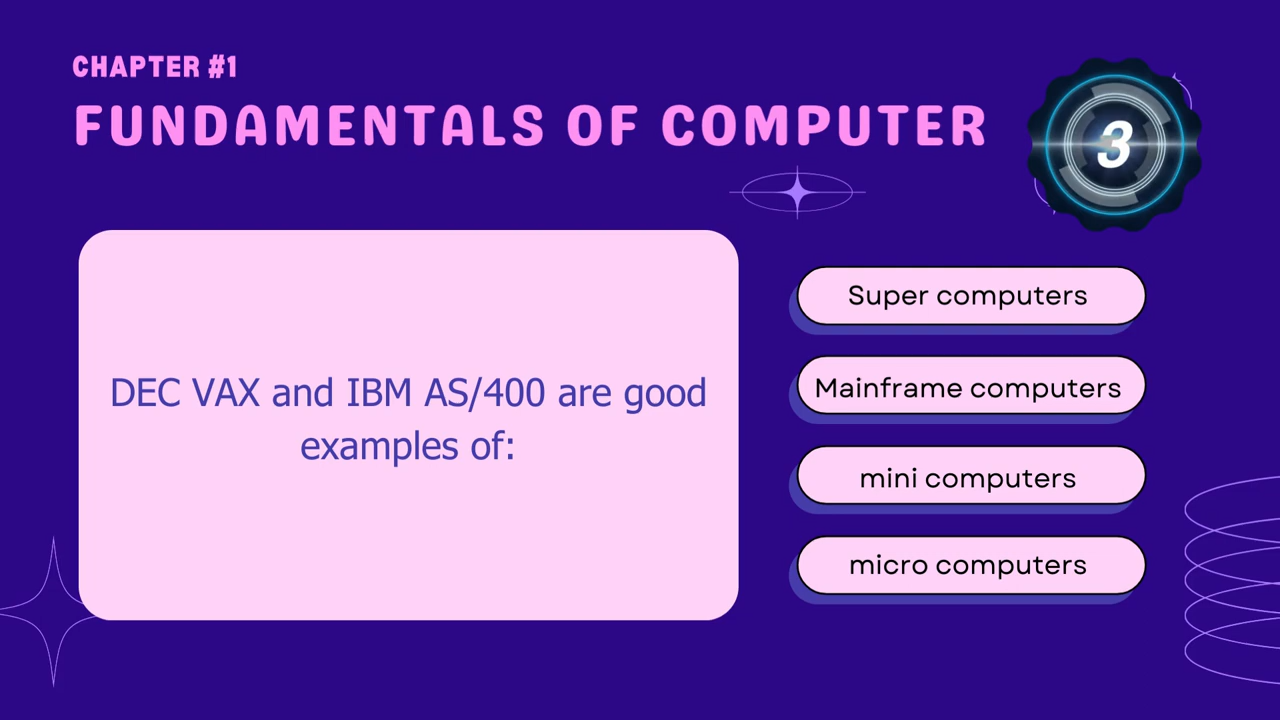 CHAPTER #1
FUNDAMENTALS OF COMPUTER
3
DEC VAX and IBM AS/400 are good
examples of:
Super computers
Mainframe computers
mini computers
micro computers